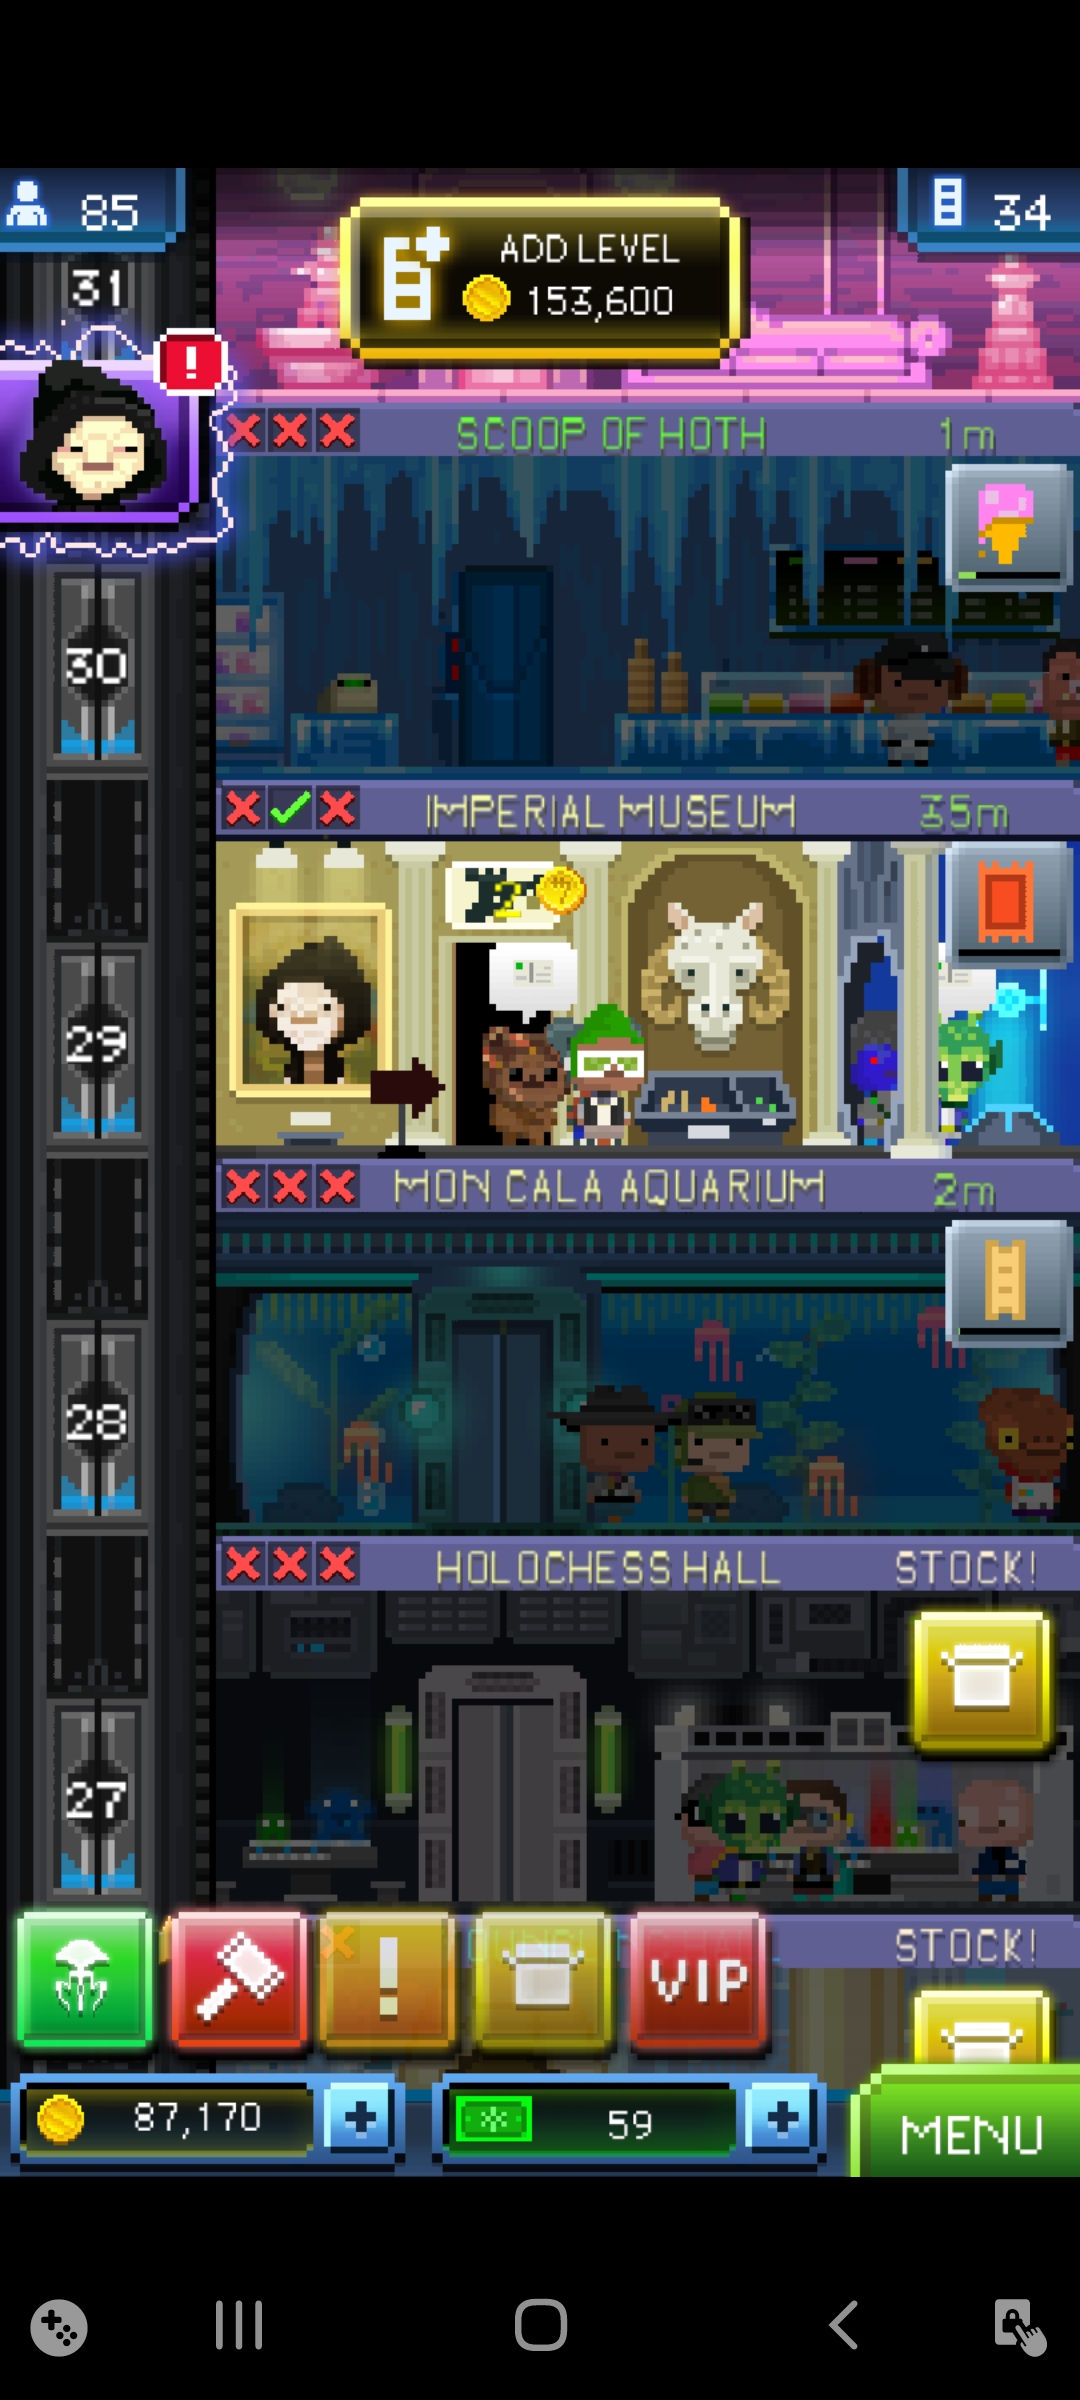 85
ADD LEVEL
153,600
34
31
!
SCOOP OF HOTH
1m
30
IMPERIAL MUSEUM
35m
29
MON CALA AQUARIUM
2m
28
HOLOCHESS HALL
STOCK!
27
STOCK!
!
VIP
87,170
+
59
+
MENU